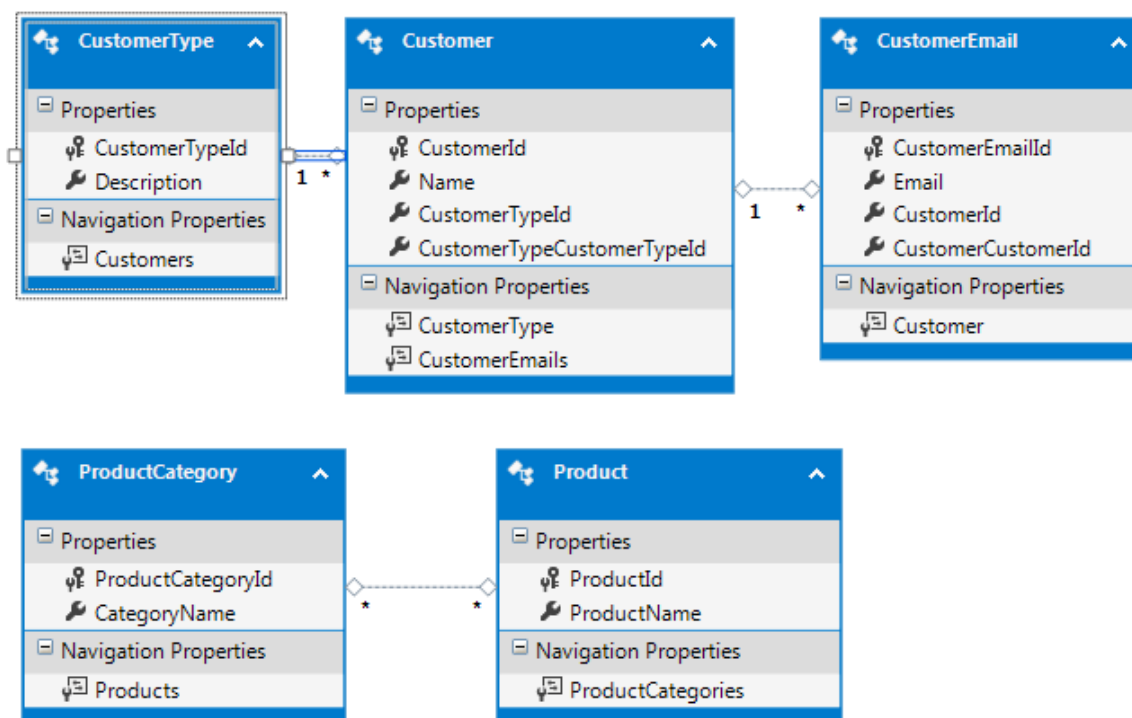 CustomerType
Properties
CustomerTypeId
Description
Navigation Properties
Customers
1 *
Customer
Properties
CustomerId
Name
CustomerTypeId
CustomerTypeCustomerTypeId
Navigation Properties
CustomerType
CustomerEmails
1 *
CustomerEmail
Properties
CustomerEmailId
Email
CustomerId
CustomerCustomerId
Navigation Properties
Customer
ProductCategory
Properties
ProductCategoryId
CategoryName
Navigation Properties
Products
* *
Product
Properties
ProductId
ProductName
Navigation Properties
ProductCategories